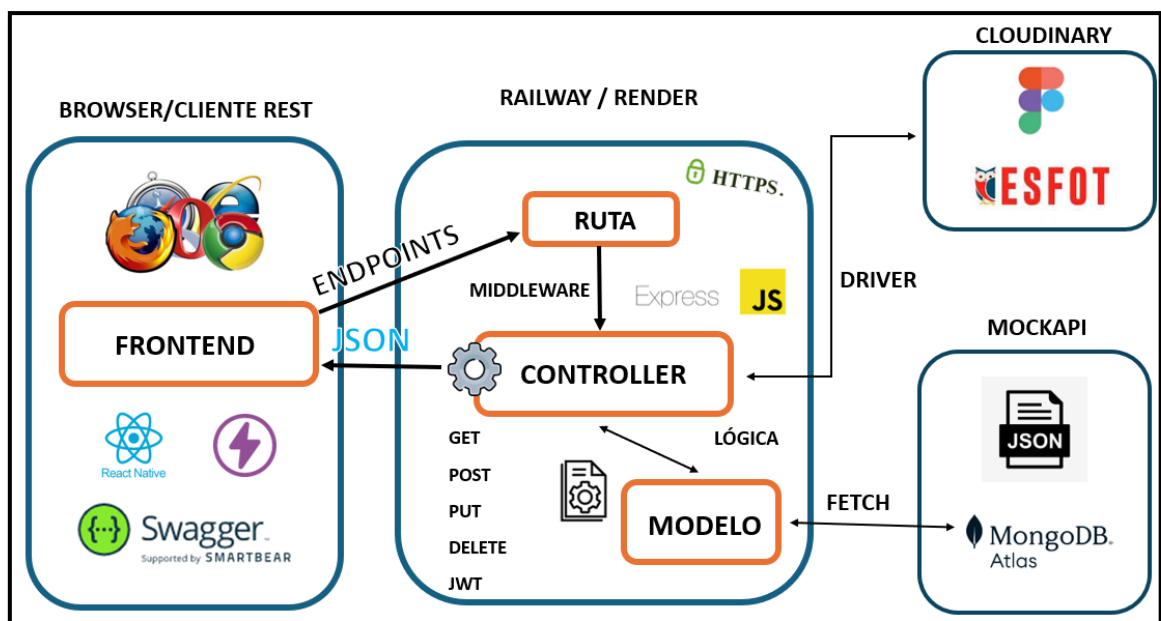 BROWSER/CLIENTE REST
FRONTEND
React Native
{··}
Swagger™
Supported by SMARTBEAR
ENDPOINTS
JSON
RAILWAY / RENDER
HTTPS.
RUTA
MIDDLEWARE
Express
JS
CONTROLLER
GET
POST
PUT
DELETE
JWT
LÓGICA
MODELO
DRIVER
FETCH
CLOUDINARY
ESFOT
MOCKAPI
JSON
MongoDB.
Atlas